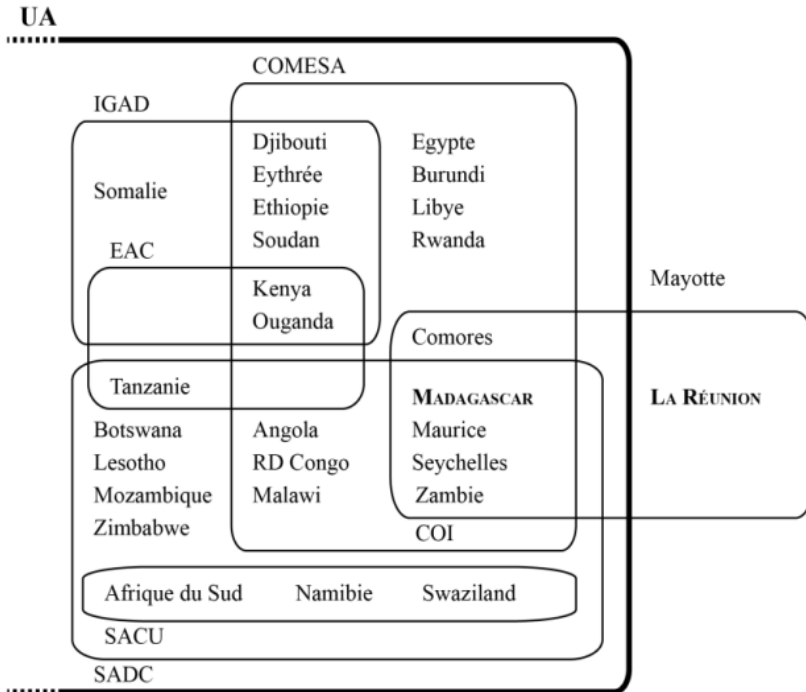 UA
COMESA
IGAD
Djibouti Egypte
Eythrée Burundi
Somalie
Ethiopie Libye
Soudan Rwanda
EAC
Mayotte
Kenya
Ouganda
Comores
Tanzanie
MADAGASCAR LA RÉUNION
Botswana Angola Maurice
Lesotho RD Congo Seychelles
Mozambique Malawi Zambie
Zimbabwe
COI
Afrique du Sud Namibie Swaziland
SACU
SADC